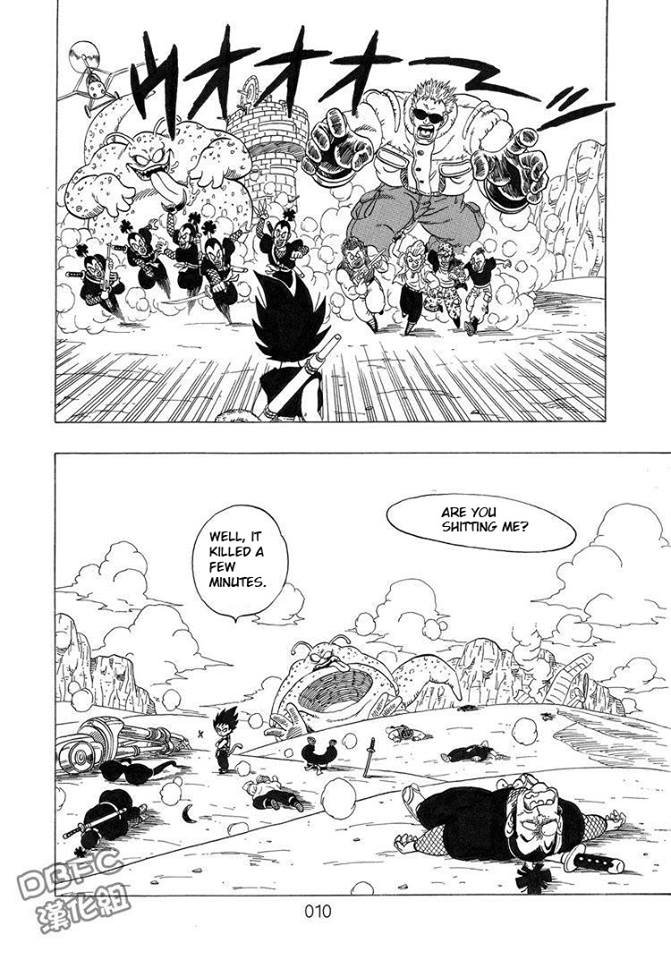 ウオオオー
ARE YOU
SHITTING ME?
WELL, IT
KILLED A
FEW
MINUTES.
DBFC
漢化組
010